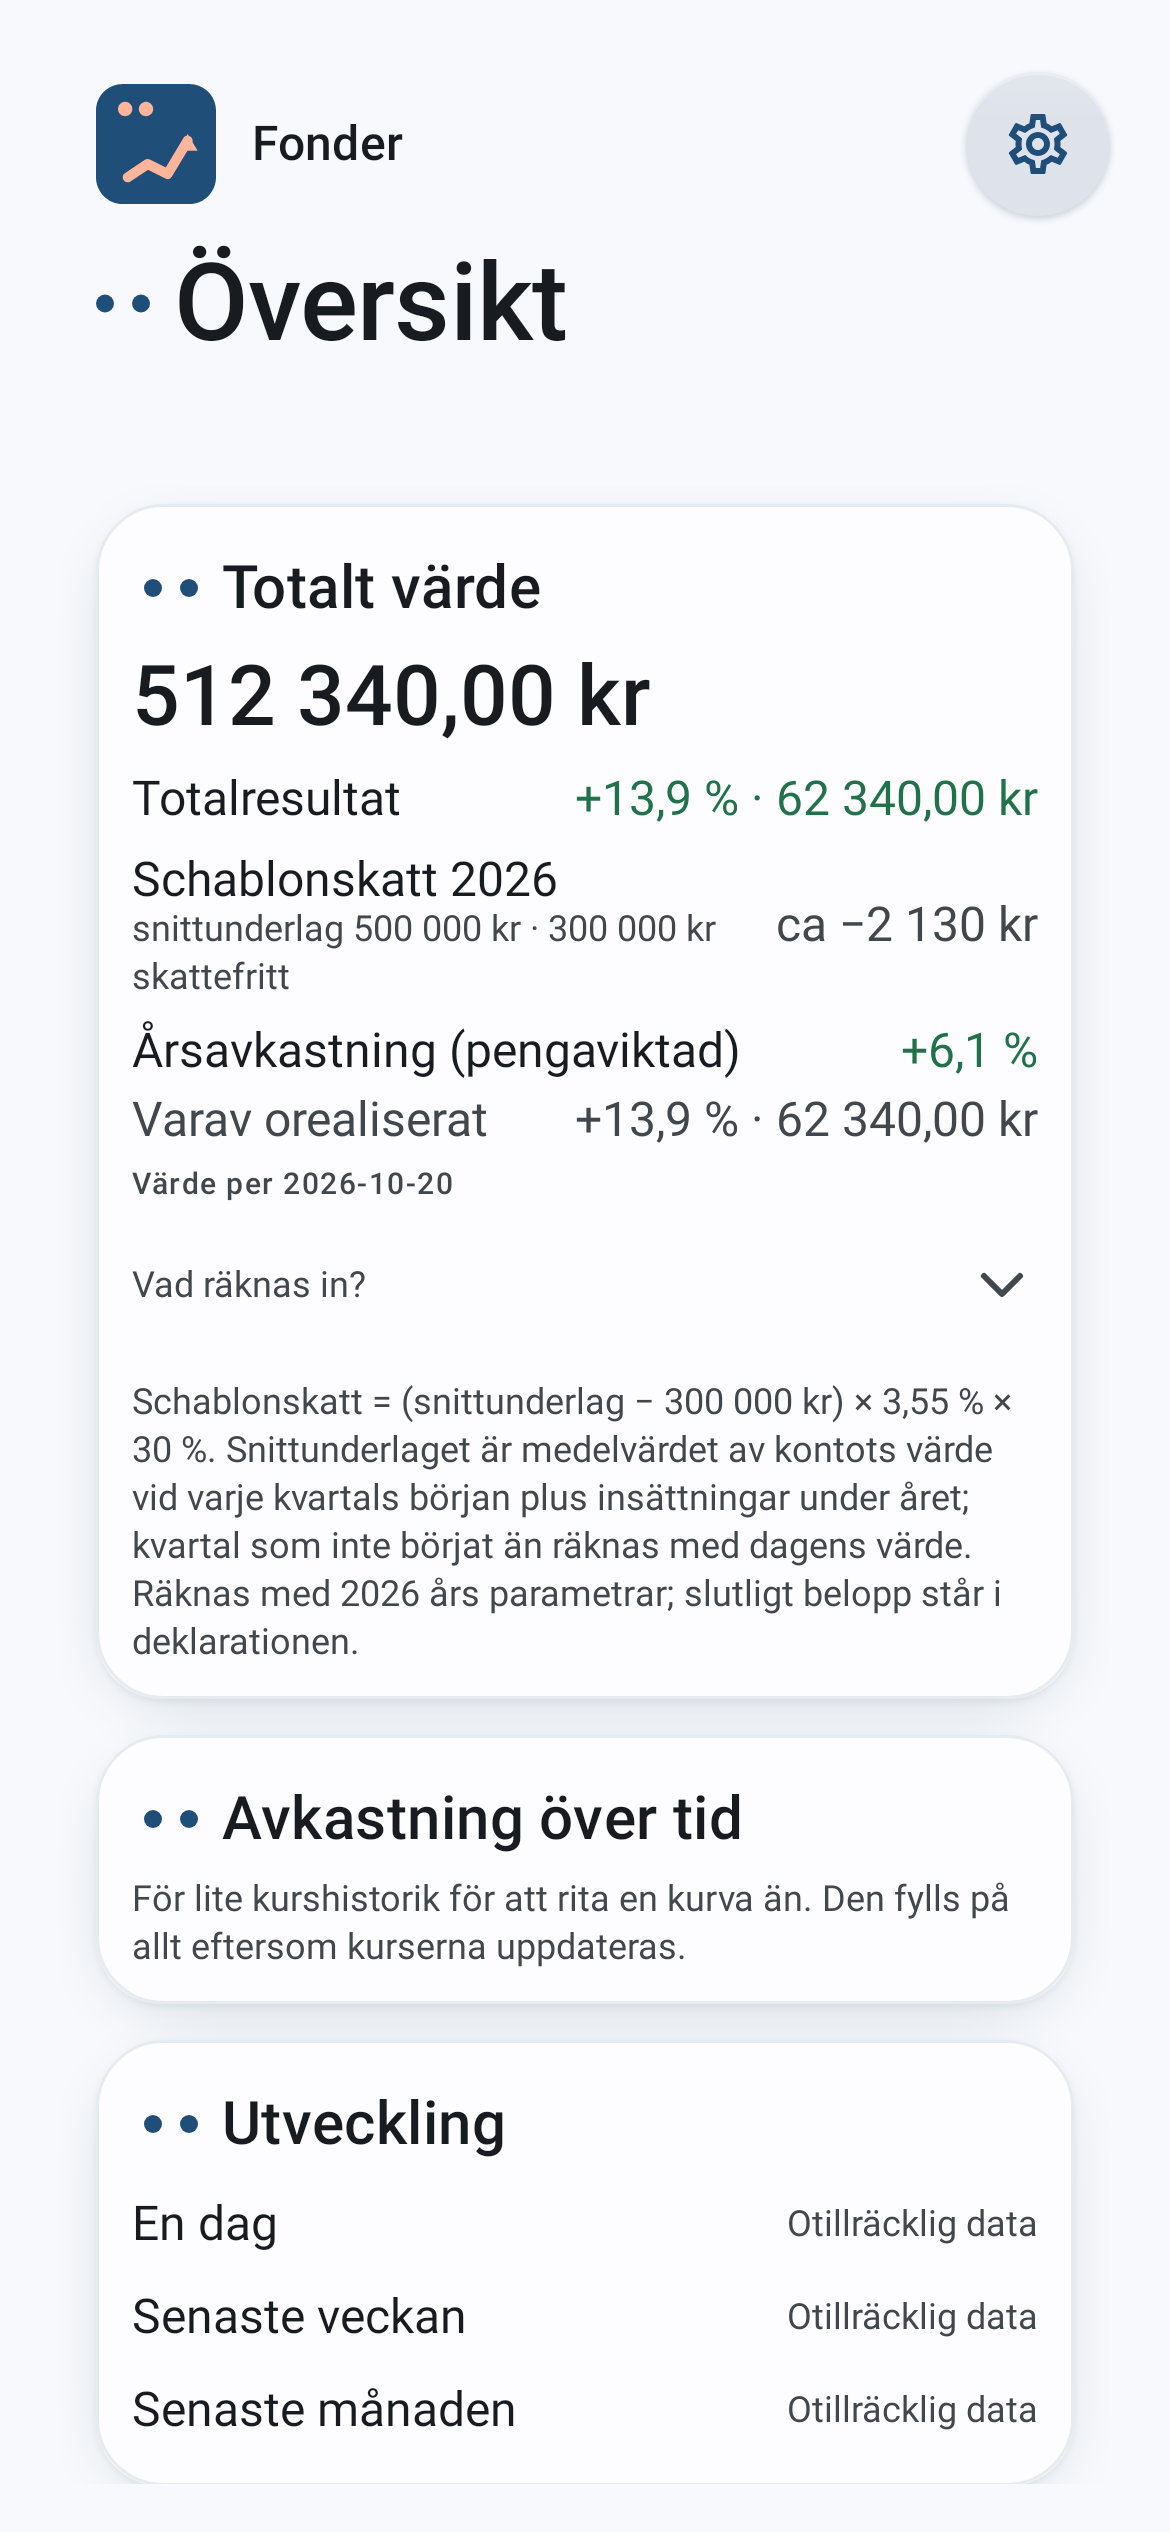 Fonder
Översikt
Totalt värde
512 340,00 kr
Totalresultat +13,9 % · 62 340,00 kr
Schablonskatt 2026
snittunderlag 500 000 kr · 300 000 kr
skattefritt
ca −2 130 kr
Årsavkastning (pengaviktad) +6,1 %
Varav orealiserat +13,9 % · 62 340,00 kr
Värde per 2026-10-20
Vad räknas in?
Schablonskatt = (snittunderlag − 300 000 kr) × 3,55 % ×
30 %. Snittunderlaget är medelvärdet av kontots värde
vid varje kvartals början plus insättningar under året;
kvartal som inte börjat än räknas med dagens värde.
Räknas med 2026 års parametrar; slutligt belopp står i
deklarationen.
Avkastning över tid
För lite kurshistorik för att rita en kurva än. Den fylls på
allt eftersom kurserna uppdateras.
Utveckling
En dag Otillräcklig data
Senaste veckan Otillräcklig data
Senaste månaden Otillräcklig data